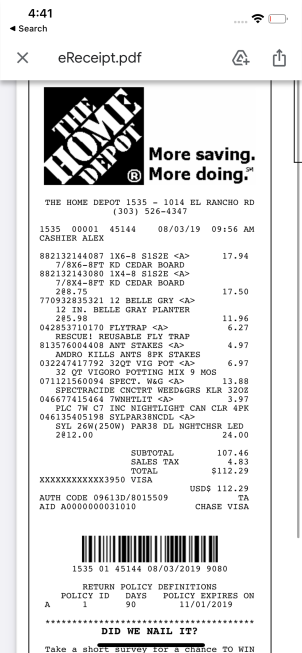 4:41
◀ Search
eReceipt.pdf
THE
HOME
DEPOT
®
More saving.
More doing.℠
THE HOME DEPOT 1535 - 1014 EL RANCHO RD
(303) 526-4347
1535 00001 45144 08/03/19 09:56 AM
CASHIER ALEX
882132144087 1X6-8 S1S2E <A> 17.94
7/8X6-8FT KD CEDAR BOARD
882132143080 1X4-8 S1S2E <A>
7/8X4-8FT KD CEDAR BOARD
2@8.75 17.50
770932835321 12 BELLE GRY <A>
12 IN. BELLE GRAY PLANTER
2@5.98 11.96
042853710170 FLYTRAP <A> 6.27
RESCUE! REUSABLE FLY TRAP
813576004408 ANT STAKES <A> 4.97
AMDRO KILLS ANTS 8PK STAKES
032247417792 32QT VIG POT <A> 6.97
32 QT VIGORO POTTING MIX 9 MOS
071121560094 SPECT. W&G <A> 13.88
SPECTRACIDE CNCTRT WEED&GRS KLR 32OZ
046677415464 7WNHTLIT <A> 3.97
PLC 7W C7 INC NIGHTLIGHT CAN CLR 4PK
046135405198 SYLPAR38NCDL <A>
SYL 26W(250W) PAR38 DL NGHTCHSR LED
2@12.00 24.00
SUBTOTAL 107.46
SALES TAX 4.83
TOTAL $112.29
XXXXXXXXXXXX3950 VISA
USD$ 112.29
AUTH CODE 09613D/8015509 TA
AID A0000000031010 CHASE VISA
1535 01 45144 08/03/2019 9080
RETURN POLICY DEFINITIONS
POLICY ID DAYS POLICY EXPIRES ON
A 1 90 11/01/2019
****************************************
DID WE NAIL IT?
Take a short survey for a chance TO WIN